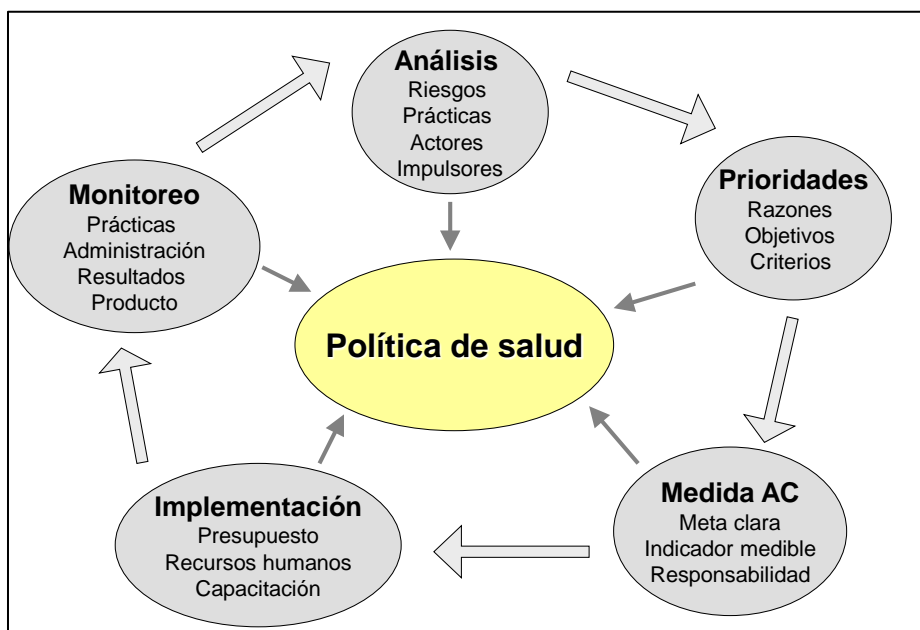 Análisis
Riesgos
Prácticas
Actores
Impulsores
Prioridades
Razones
Objetivos
Criterios
Medida AC
Meta clara
Indicador medible
Responsabilidad
Implementación
Presupuesto
Recursos humanos
Capacitación
Monitoreo
Prácticas
Administración
Resultados
Producto
Política de salud